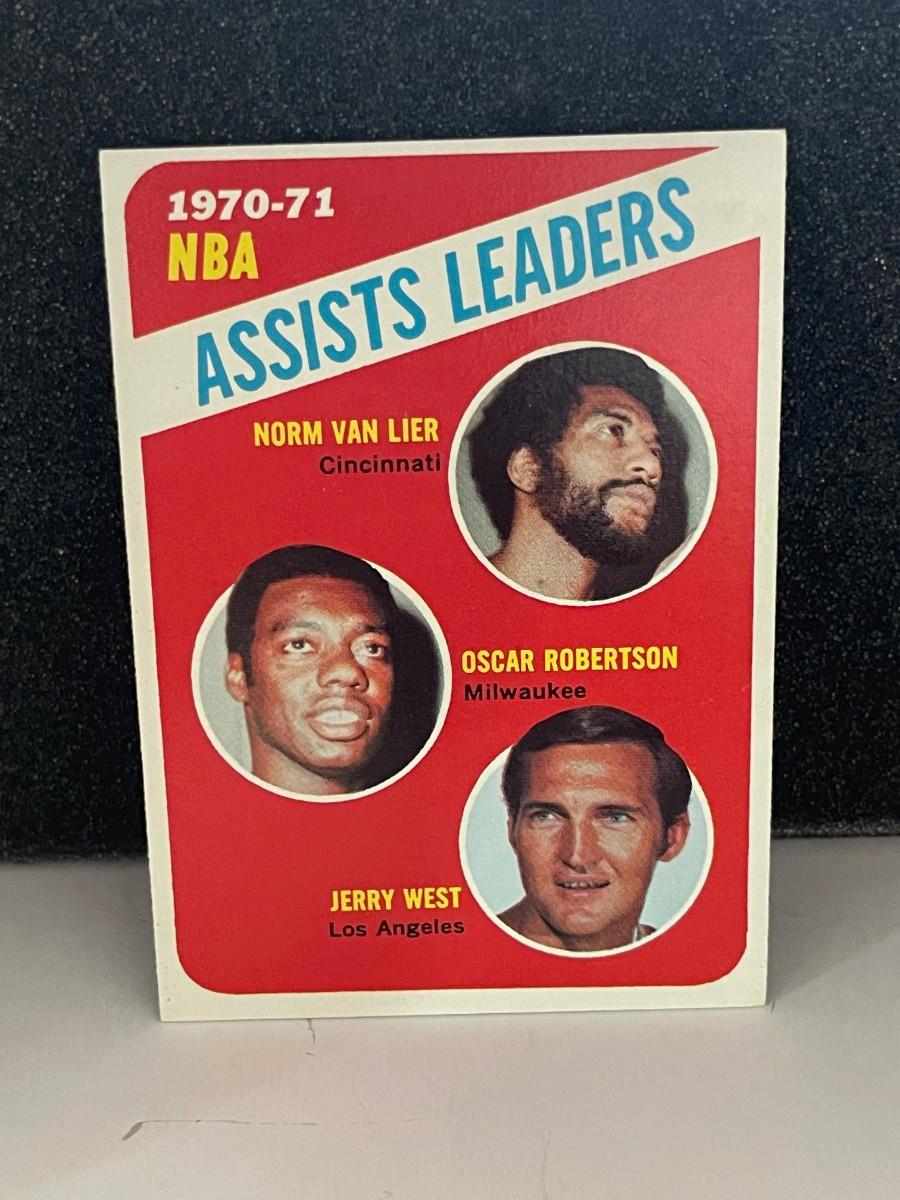 1970-71
NBA
ASSISTS LEADERS
NORM VAN LIER
Cincinnati
OSCAR ROBERTSON
Milwaukee
JERRY WEST
Los Angeles